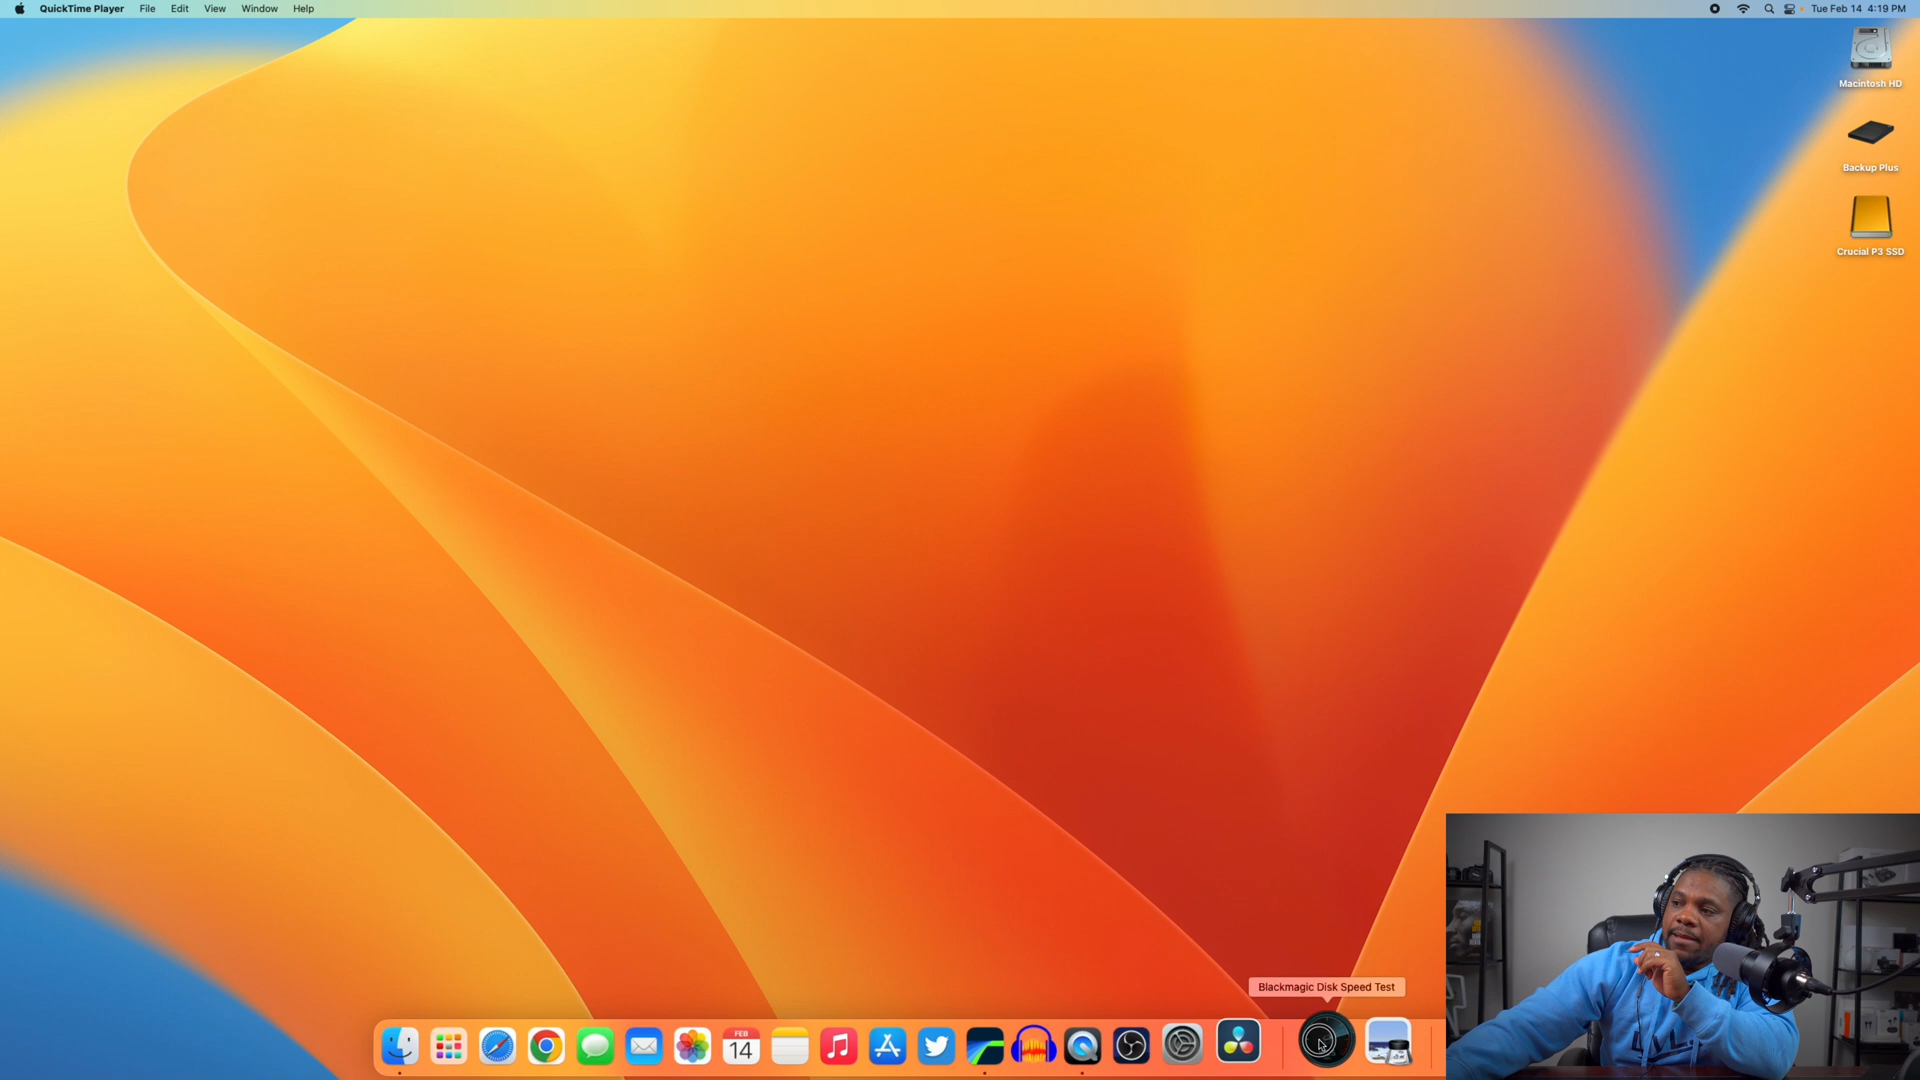 QuickTime Player File Edit View Window Help
Tue Feb 14 4:19 PM
Macintosh HD
Backup Plus
Crucial P3 SSD
Blackmagic Disk Speed Test
FEB
14